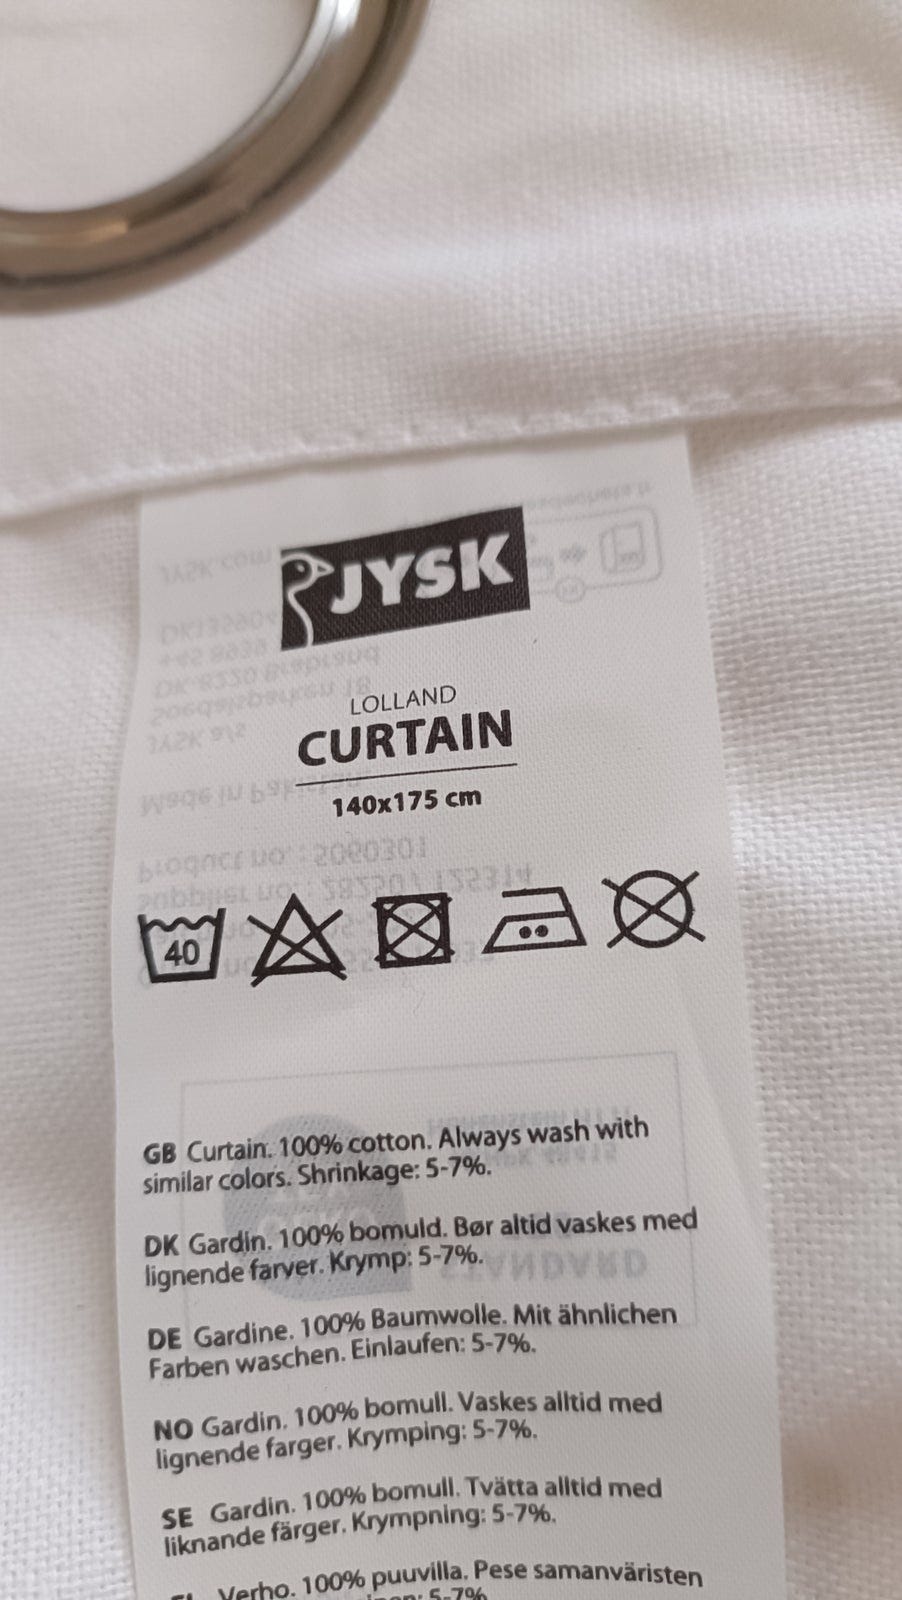 JYSK
LOLLAND
CURTAIN
140x175 cm
40
GB Curtain. 100% cotton. Always wash with
similar colors. Shrinkage: 5-7%.
DK Gardin. 100% bomuld. Bør altid vaskes med
lignende farver. Krymp: 5-7%.
DE Gardine. 100% Baumwolle. Mit ähnlichen
Farben waschen. Einlaufen: 5-7%.
NO Gardin. 100% bomull. Vaskes alltid med
lignende farger. Krymping: 5-7%.
SE Gardin. 100% bomull. Tvätta alltid med
liknande färger. Krympning: 5-7%.
Verho. 100% puuvilla. Pese samanväristen
5-7%